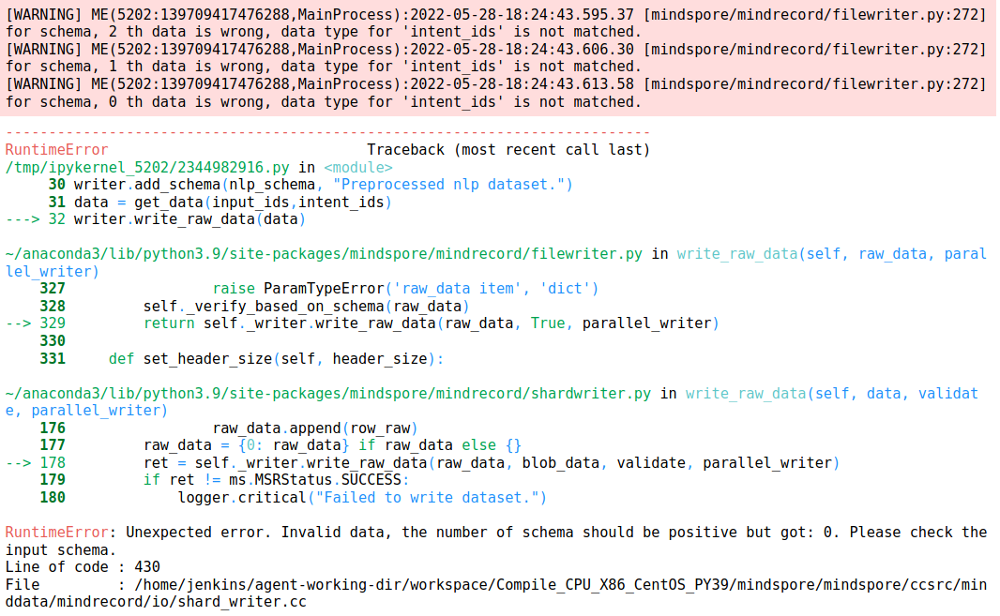 [WARNING] ME(5202:139709417476288,MainProcess):2022-05-28-18:24:43.595.37 [mindspore/mindrecord/filewriter.py:272]
for schema, 2 th data is wrong, data type for 'intent_ids' is not matched.
[WARNING] ME(5202:139709417476288,MainProcess):2022-05-28-18:24:43.606.30 [mindspore/mindrecord/filewriter.py:272]
for schema, 1 th data is wrong, data type for 'intent_ids' is not matched.
[WARNING] ME(5202:139709417476288,MainProcess):2022-05-28-18:24:43.613.58 [mindspore/mindrecord/filewriter.py:272]
for schema, 0 th data is wrong, data type for 'intent_ids' is not matched.
---------------------------------------------------------------------------
RuntimeError                              Traceback (most recent call last)
/tmp/ipykernel_5202/2344982916.py in <module>
     30 writer.add_schema(nlp_schema, "Preprocessed nlp dataset.")
     31 data = get_data(input_ids,intent_ids)
---> 32 writer.write_raw_data(data)
~/anaconda3/lib/python3.9/site-packages/mindspore/mindrecord/filewriter.py in write_raw_data(self, raw_data, paral
lel_writer)
    327                 raise ParamTypeError('raw_data item', 'dict')
    328         self._verify_based_on_schema(raw_data)
--> 329         return self._writer.write_raw_data(raw_data, True, parallel_writer)
    330
    331     def set_header_size(self, header_size):
~/anaconda3/lib/python3.9/site-packages/mindspore/mindrecord/shardwriter.py in write_raw_data(self, data, validat
e, parallel_writer)
    176                 raw_data.append(row_raw)
    177         raw_data = {0: raw_data} if raw_data else {}
--> 178         ret = self._writer.write_raw_data(raw_data, blob_data, validate, parallel_writer)
    179         if ret != ms.MSRStatus.SUCCESS:
    180             logger.critical("Failed to write dataset.")
RuntimeError: Unexpected error. Invalid data, the number of schema should be positive but got: 0. Please check the
input schema.
Line of code : 430
File         : /home/jenkins/agent-working-dir/workspace/Compile_CPU_X86_CentOS_PY39/mindspore/mindspore/ccsrc/min
ddata/mindrecord/io/shard_writer.cc